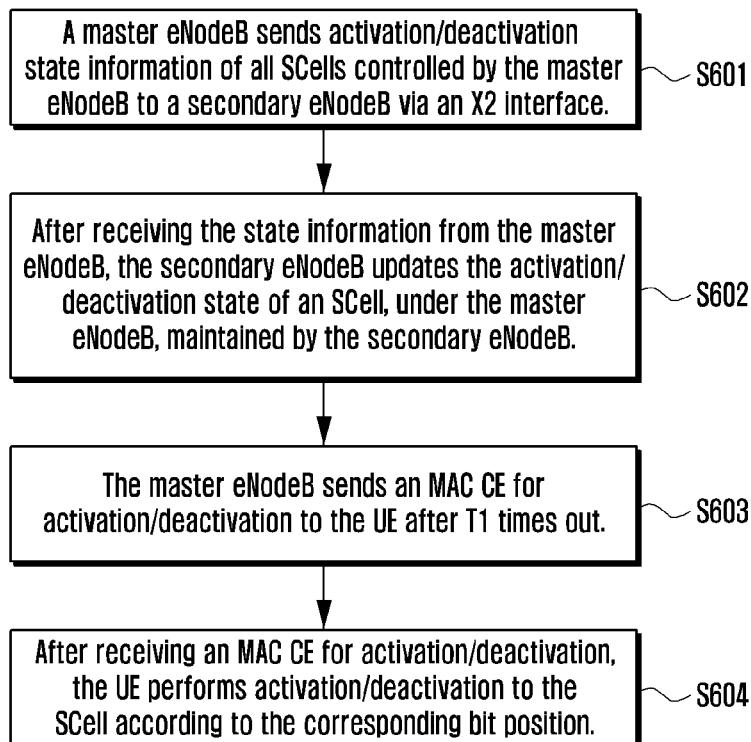 A master eNodeB sends activation/deactivation
state information of all SCells controlled by the master
eNodeB to a secondary eNodeB via an X2 interface.
S601
After receiving the state information from the master
eNodeB, the secondary eNodeB updates the activation/
deactivation state of an SCell, under the master
eNodeB, maintained by the secondary eNodeB.
S602
The master eNodeB sends an MAC CE for
activation/deactivation to the UE after T1 times out.
S603
After receiving an MAC CE for activation/deactivation,
the UE performs activation/deactivation to the
SCell according to the corresponding bit position.
S604